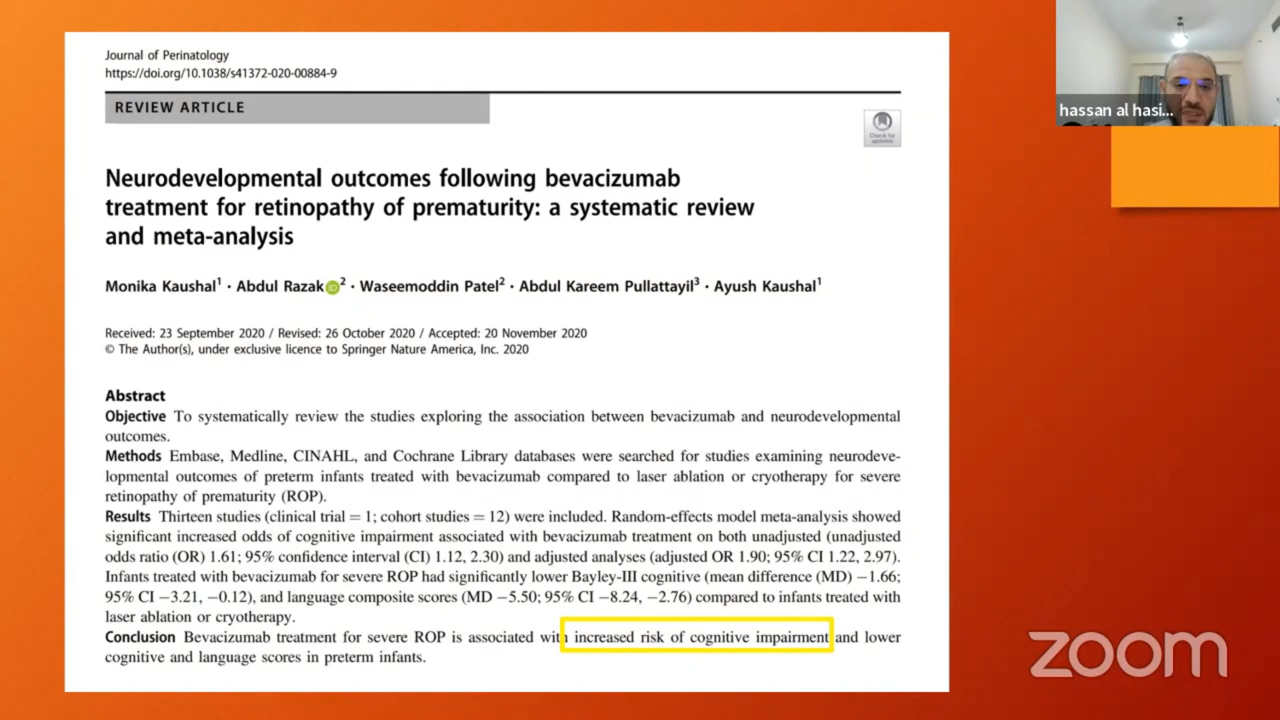 Journal of Perinatology
https://doi.org/10.1038/s41372-020-00884-9
REVIEW ARTICLE
Check for
updates
Neurodevelopmental outcomes following bevacizumab
treatment for retinopathy of prematurity: a systematic review
and meta-analysis
Monika Kaushal1 · Abdul Razak iD 2 · Waseemoddin Patel2 · Abdul Kareem Pullattayil3 · Ayush Kaushal1
Received: 23 September 2020 / Revised: 26 October 2020 / Accepted: 20 November 2020
© The Author(s), under exclusive licence to Springer Nature America, Inc. 2020
Abstract
Objective To systematically review the studies exploring the association between bevacizumab and neurodevelopmental
outcomes.
Methods Embase, Medline, CINAHL, and Cochrane Library databases were searched for studies examining neurodeve-
lopmental outcomes of preterm infants treated with bevacizumab compared to laser ablation or cryotherapy for severe
retinopathy of prematurity (ROP).
Results Thirteen studies (clinical trial = 1; cohort studies = 12) were included. Random-effects model meta-analysis showed
significant increased odds of cognitive impairment associated with bevacizumab treatment on both unadjusted (unadjusted
odds ratio (OR) 1.61; 95% confidence interval (CI) 1.12, 2.30) and adjusted analyses (adjusted OR 1.90; 95% CI 1.22, 2.97).
Infants treated with bevacizumab for severe ROP had significantly lower Bayley-III cognitive (mean difference (MD) −1.66;
95% CI −3.21, −0.12), and language composite scores (MD −5.50; 95% CI −8.24, −2.76) compared to infants treated with
laser ablation or cryotherapy.
Conclusion Bevacizumab treatment for severe ROP is associated with increased risk of cognitive impairment and lower
cognitive and language scores in preterm infants.
hassan al hasi...
zoom